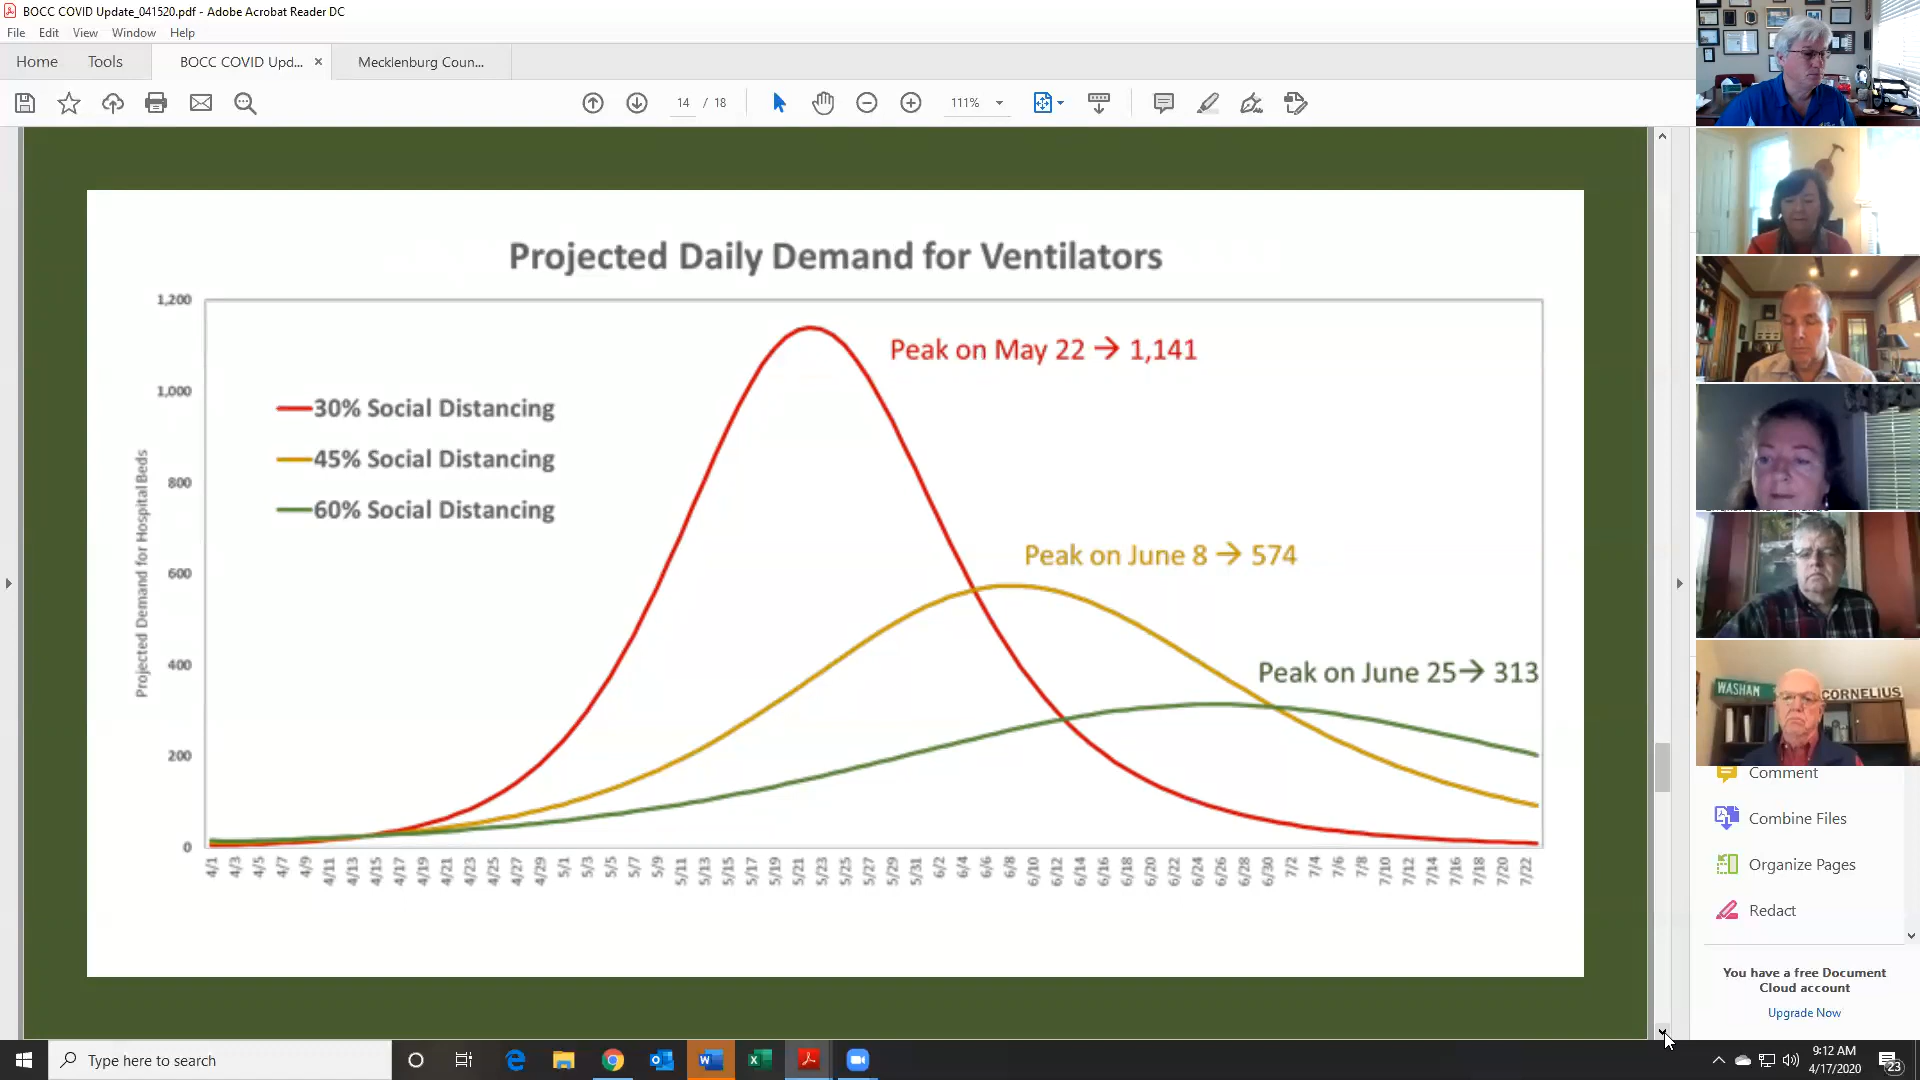 BOCC COVID Update_041520.pdf - Adobe Acrobat Reader DC
File Edit View Window Help
Home Tools BOCC COVID Upd... × Mecklenburg Coun...
14 / 18 111%
Projected Daily Demand for Ventilators
1,200
1,000
800
600
400
200
0
Projected Demand for Hospital Beds
30% Social Distancing
45% Social Distancing
60% Social Distancing
Peak on May 22 → 1,141
Peak on June 8 → 574
Peak on June 25→ 313
4/1 4/3 4/5 4/7 4/9 4/11 4/13 4/15 4/17 4/19 4/21 4/23 4/25 4/27 4/29 5/1 5/3 5/5 5/7 5/9 5/11 5/13 5/15 5/17 5/19 5/21 5/23 5/25 5/27 5/29 5/31 6/2 6/4 6/6 6/8 6/10 6/12 6/14 6/16 6/18 6/20 6/22 6/24 6/26 6/28 6/30 7/2 7/4 7/6 7/8 7/10 7/12 7/14 7/16 7/18 7/20 7/22
WASHAM CORNELIUS
Comment
Combine Files
Organize Pages
Redact
You have a free Document
Cloud account
Upgrade Now
Type here to search
9:12 AM
4/17/2020
23